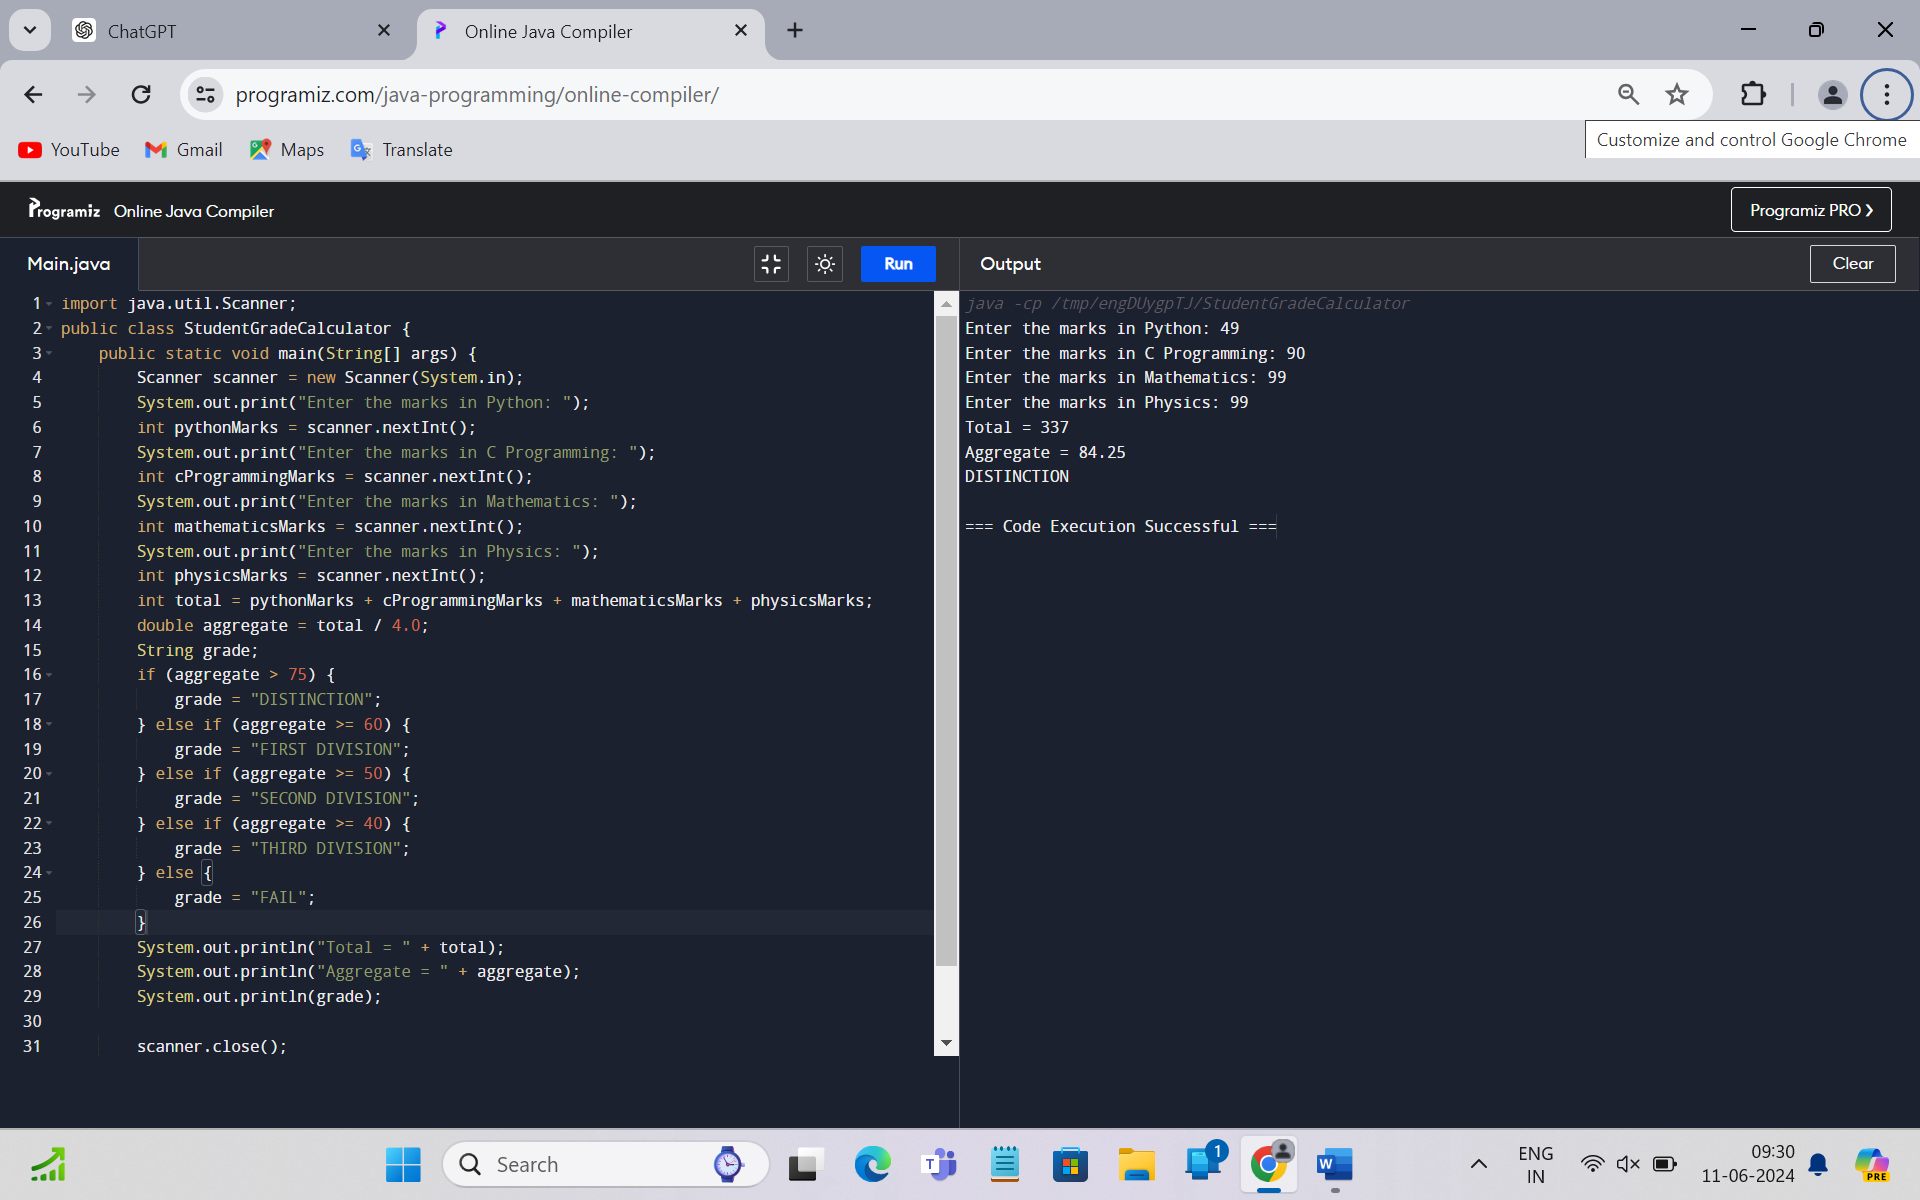 ChatGPT
Online Java Compiler
programiz.com/java-programming/online-compiler/
YouTube
Gmail
Maps
Translate
Customize and control Google Chrome
Programiz Online Java Compiler
Programiz PRO
Main.java
Run
Output
Clear
1 import java.util.Scanner;
2 public class StudentGradeCalculator {
3 public static void main(String[] args) {
4 Scanner scanner = new Scanner(System.in);
5 System.out.print("Enter the marks in Python: ");
6 int pythonMarks = scanner.nextInt();
7 System.out.print("Enter the marks in C Programming: ");
8 int cProgrammingMarks = scanner.nextInt();
9 System.out.print("Enter the marks in Mathematics: ");
10 int mathematicsMarks = scanner.nextInt();
11 System.out.print("Enter the marks in Physics: ");
12 int physicsMarks = scanner.nextInt();
13 int total = pythonMarks + cProgrammingMarks + mathematicsMarks + physicsMarks;
14 double aggregate = total / 4.0;
15 String grade;
16 if (aggregate > 75) {
17 grade = "DISTINCTION";
18 } else if (aggregate >= 60) {
19 grade = "FIRST DIVISION";
20 } else if (aggregate >= 50) {
21 grade = "SECOND DIVISION";
22 } else if (aggregate >= 40) {
23 grade = "THIRD DIVISION";
24 } else {
25 grade = "FAIL";
26 }
27 System.out.println("Total = " + total);
28 System.out.println("Aggregate = " + aggregate);
29 System.out.println(grade);
30
31 scanner.close();
java -cp /tmp/engDUygpTJ/StudentGradeCalculator
Enter the marks in Python: 49
Enter the marks in C Programming: 90
Enter the marks in Mathematics: 99
Enter the marks in Physics: 99
Total = 337
Aggregate = 84.25
DISTINCTION
=== Code Execution Successful ===
Search
T
1
W
ENG
IN
09:30
11-06-2024
PRE